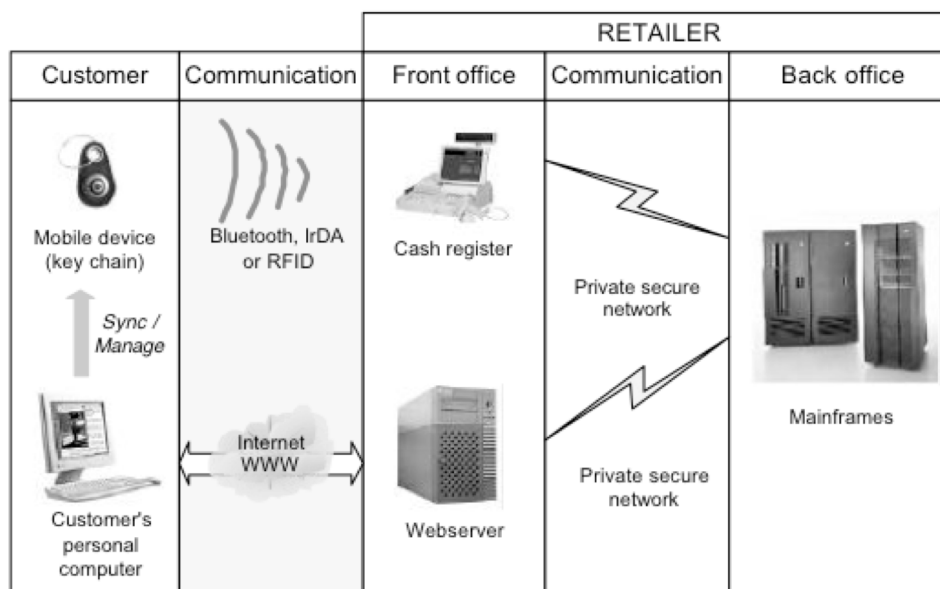 RETAILER
Customer
Communication
Front office
Communication
Back office
Mobile device
(key chain)
Bluetooth, IrDA
or RFID
Cash register
Private secure
network
Sync /
Manage
Internet
WWW
Mainframes
Private secure
network
Webserver
Customer's
personal
computer